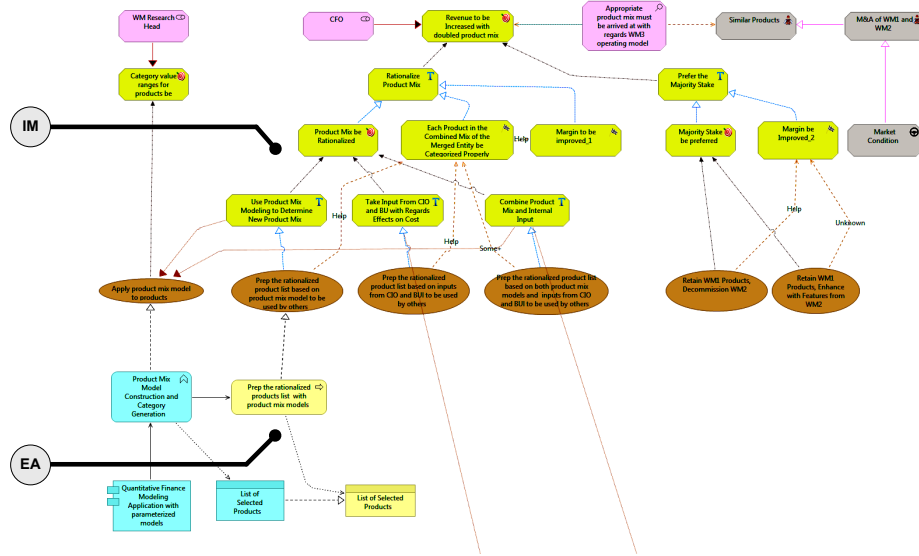 WM Research
Head
CFO
Revenue to be
Increased with
doubled product mix
Appropriate
product mix must
be arrived at with
regards WM3
operating model
Similar Products
M&A of WM1 and
WM2
Category value
ranges for
products be
Rationalize
Product Mix
Prefer the
Majority Stake
IM
Product Mix be
Rationalized
Each Product in the
Combined Mix of the
Merged Entity be
Categorized Properly
Help
Margin to be
improved_1
Majority Stake
be preferred
Margin be
Improved_2
Market
Condition
Use Product Mix
Modeling to Determine
New Product Mix
Help
Take Input From CIO
and BU with Regards
Effects on Cost
Combine Product
Mix and Internal
Input
Help
Unknown
Help
Some+
Apply product mix model
to products
Prep the rationalized
product list based on
product mix model to be
used by others
Prep the rationalized
product list based on inputs
from CIO and BUI to be used
by others
Prep the rationalized product list
based on both product mix
models and inputs from CIO
and BUI to be used by others
Retain WM1 Products,
Decommission WM2
Retain WM1
Products, Enhance
with Features from
WM2
Product Mix
Model
Construction and
Category
Generation
Prep the rationalized
products list with
product mix models
EA
Quantitative Finance
Modeling
Application with
parameterized
models
List of
Selected
Products
List of Selected
Products